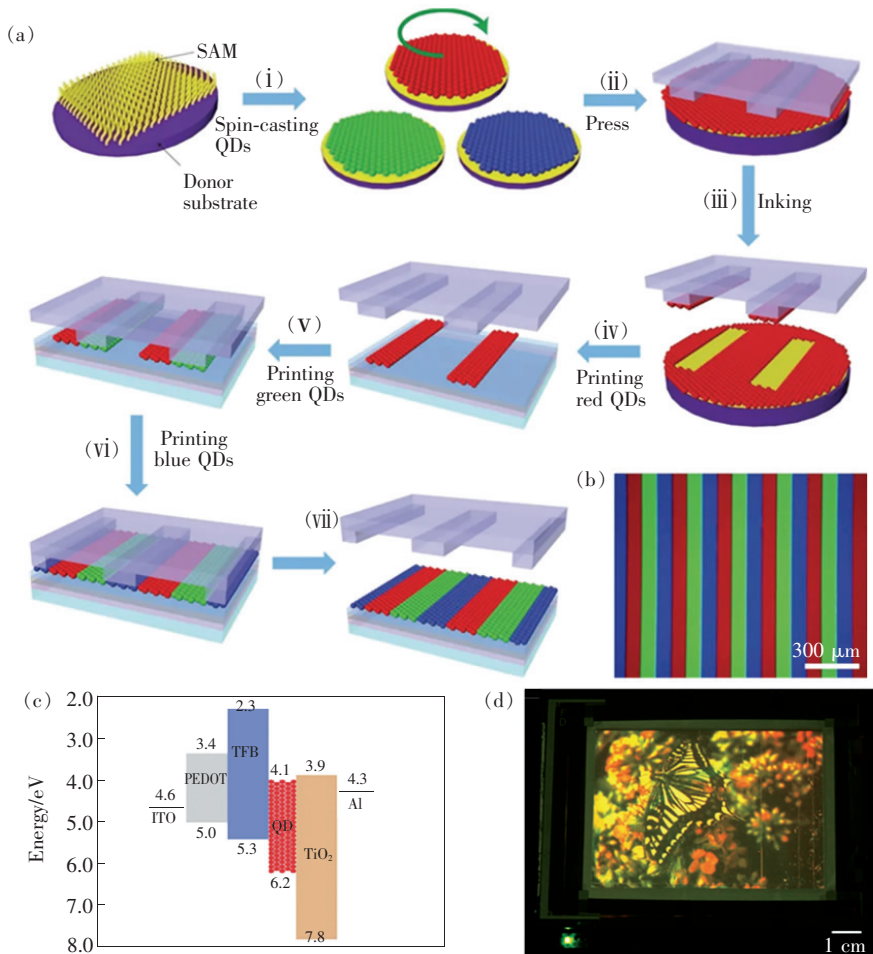 (a)
SAM
(ⅰ)
Spin-casting
QDs
Donor
substrate
(ⅱ)
Press
(ⅲ)
Inking
(ⅳ)
Printing
red QDs
(ⅴ)
Printing
green QDs
(ⅵ)
Printing
blue QDs
(ⅶ)
(b)
300 μm
(c)
Energy/eV
2.0
3.0
4.0
5.0
6.0
7.0
8.0
4.6
ITO
3.4
PEDOT
5.0
2.3
TFB
5.3
4.1
QD
6.2
3.9
TiO₂
7.8
4.3
Al
(d)
1 cm